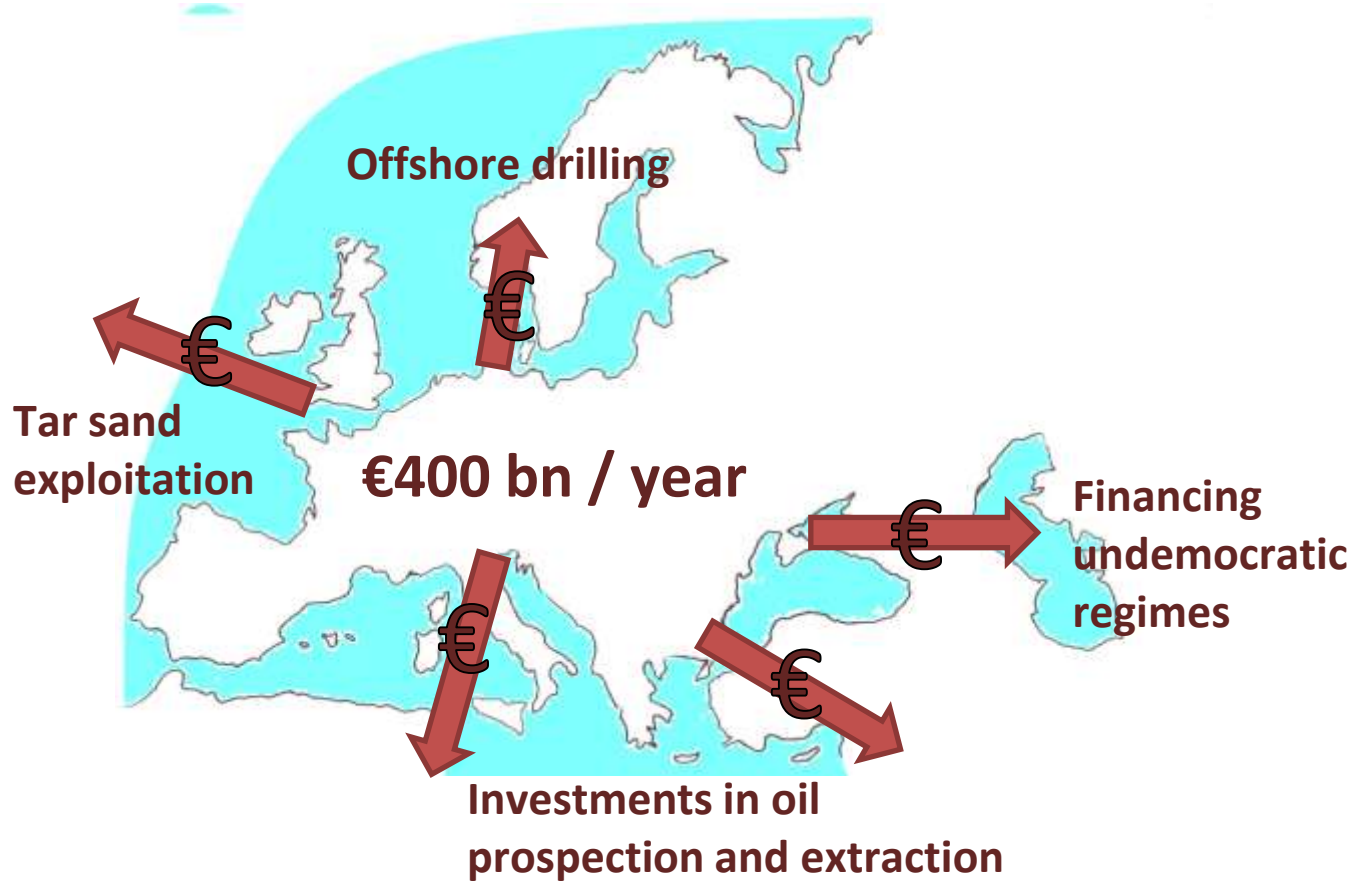 Offshore drilling
€
€
Tar sand
exploitation
€400 bn / year
€
Financing
undemocratic
regimes
€
€
Investments in oil
prospection and extraction